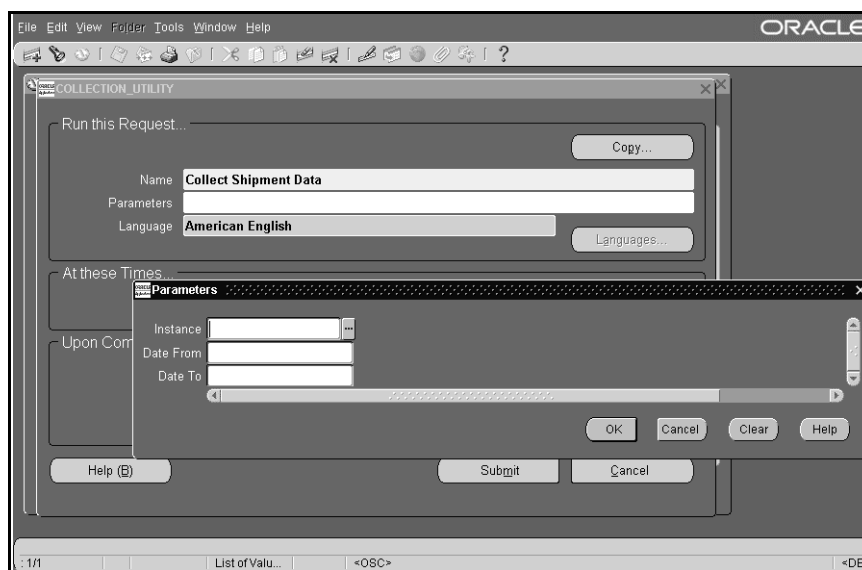 File Edit View Folder Tools Window Help
ORACLE
COLLECTION_UTILITY
Run this Request...
Copy...
Name Collect Shipment Data
Parameters
Language American English
Languages...
At these Times...
Parameters
Instance
Upon Com
Date From
Date To
OK Cancel Clear Help
Help (B) Submit Cancel
: 1/1 List of Valu... <OSC> <DE